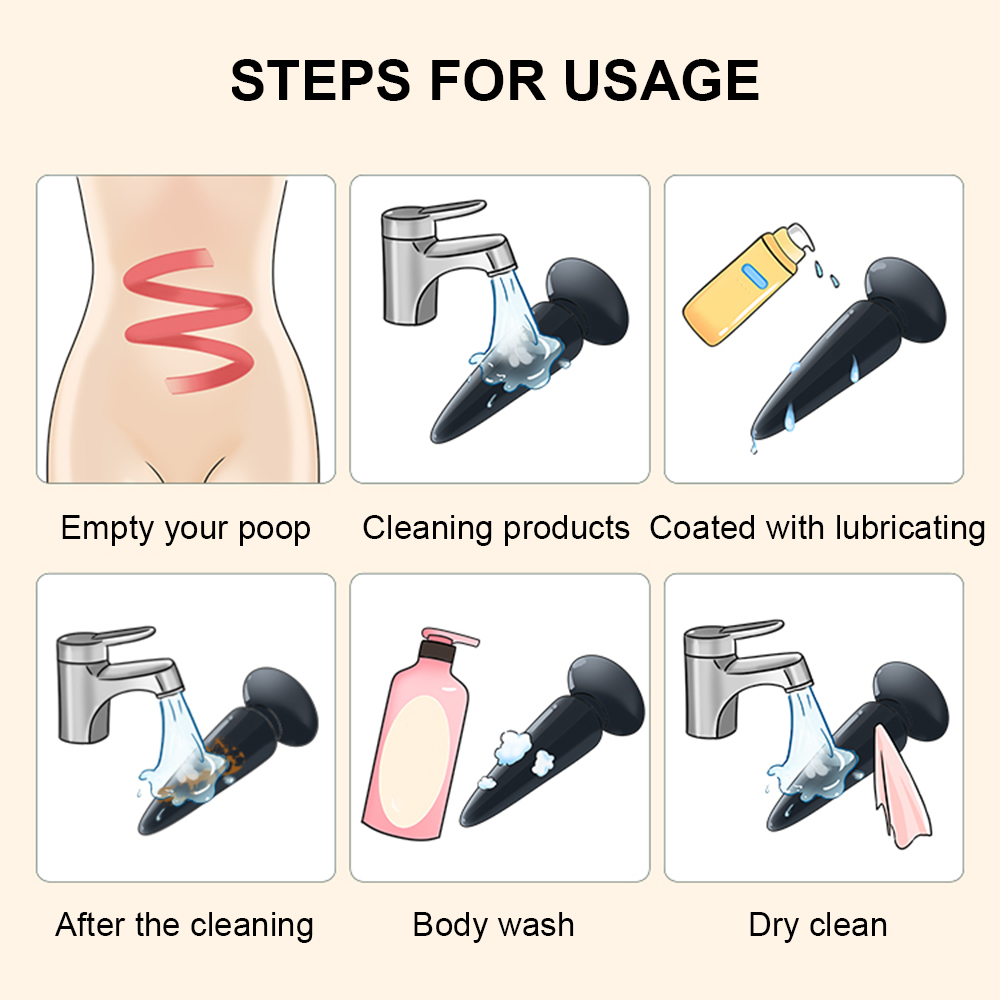 STEPS FOR USAGE
Empty your poop
Cleaning products
Coated with lubricating
After the cleaning
Body wash
Dry clean